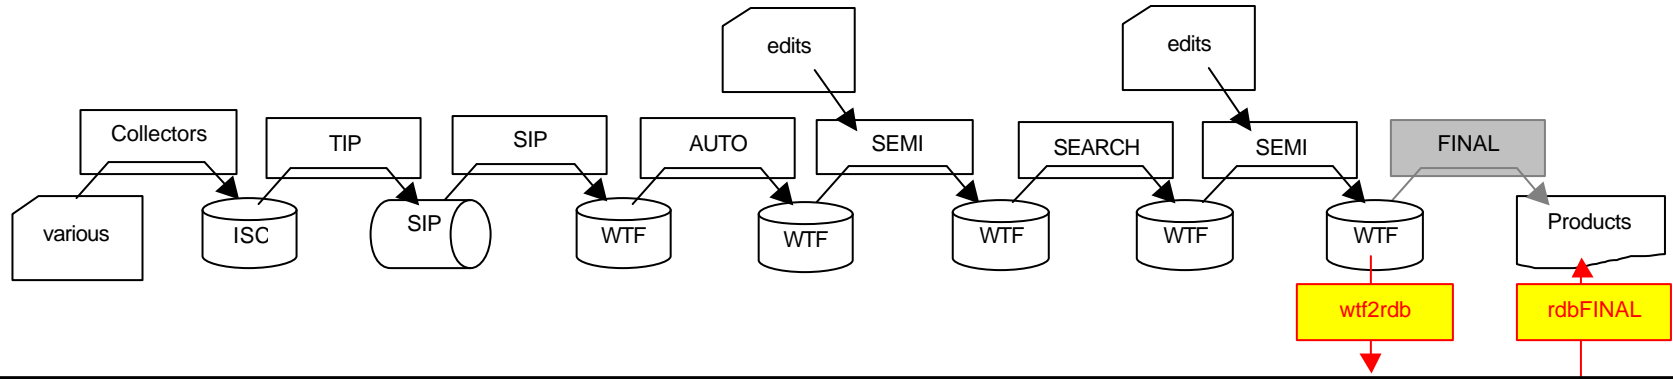 edits
edits
Collectors
TIP
SIP
AUTO
SEMI
SEARCH
SEMI
FINAL
various
ISC
SIP
WTF
WTF
WTF
WTF
WTF
Products
wtf2rdb
rdbFINAL